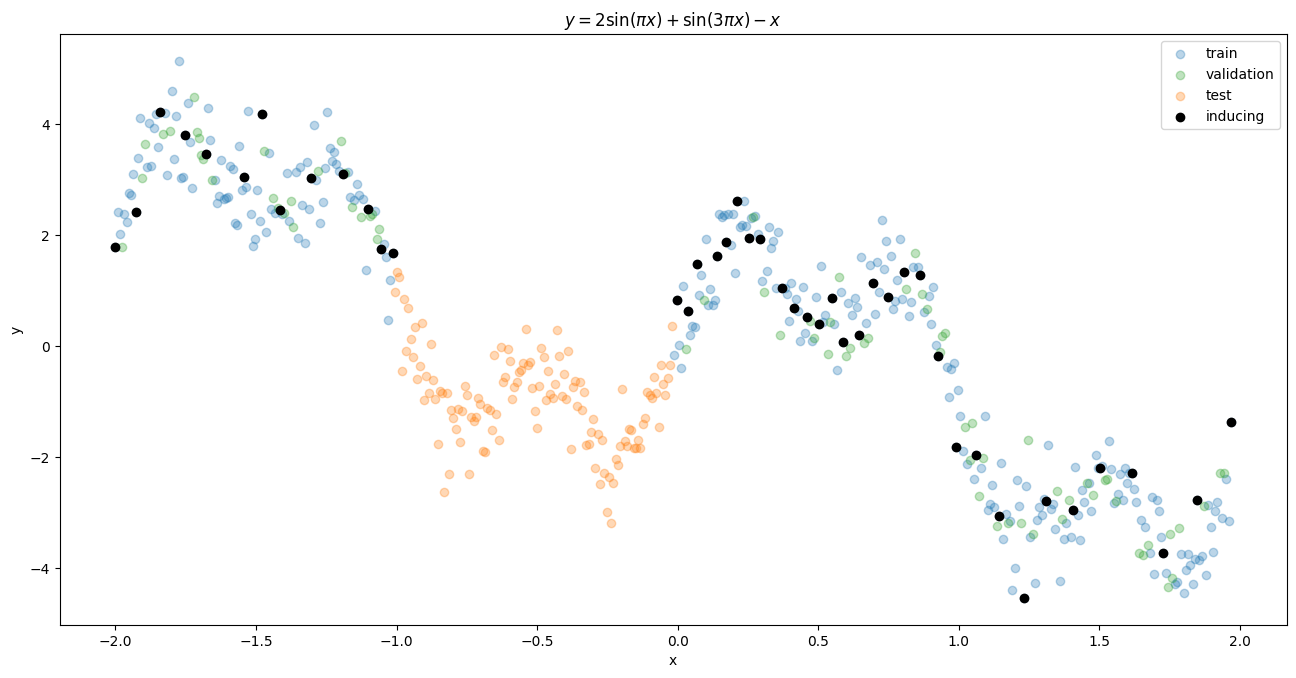 y = 2sin(πx) + sin(3πx) − x
train
validation
test
inducing
y
4
2
0
−2
−4
−2.0 −1.5 −1.0 −0.5 0.0 0.5 1.0 1.5 2.0
x